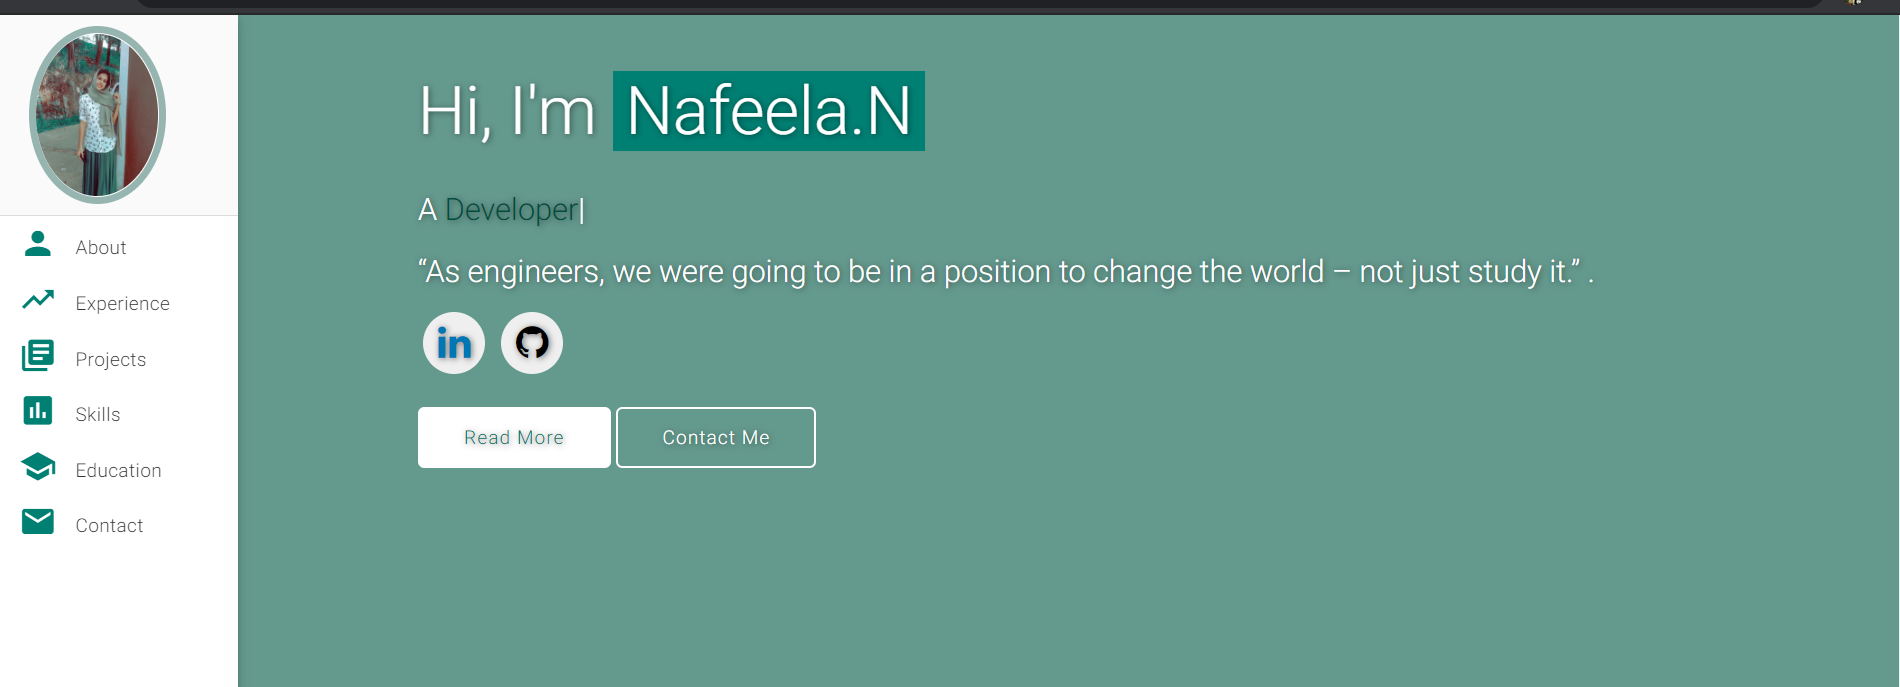 About
Experience
Projects
Skills
Education
Contact
Hi, I'm Nafeela.N
A Developer|
“As engineers, we were going to be in a position to change the world – not just study it.” .
in
Read More
Contact Me